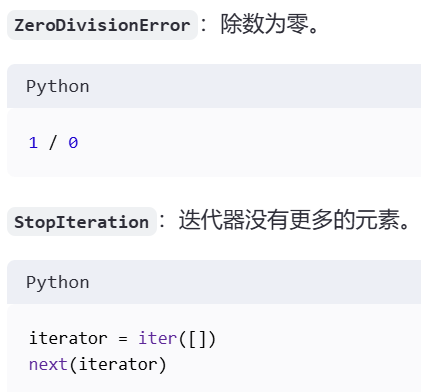 ZeroDivisionError：除数为零。
Python
1 / 0
StopIteration：迭代器没有更多的元素。
Python
iterator = iter([])
next(iterator)